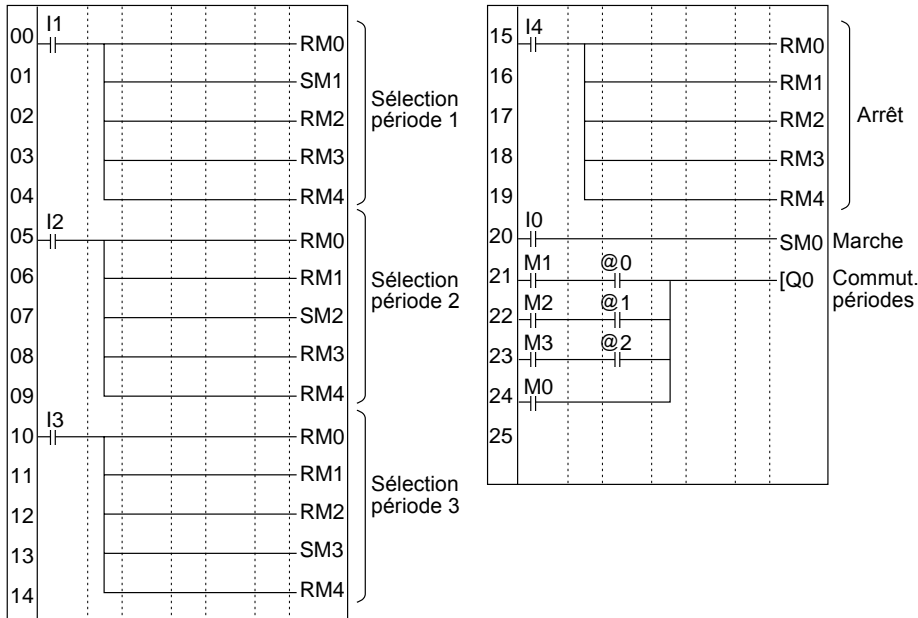 I1
00 RM0
01 SM1
02 RM2
03 RM3
04 RM4
Sélection
période 1
I2
05 RM0
06 RM1
07 SM2
08 RM3
09 RM4
Sélection
période 2
I3
10 RM0
11 RM1
12 RM2
13 SM3
14 RM4
Sélection
période 3
I4
15 RM0
16 RM1
17 RM2
18 RM3
19 RM4
Arrêt
I0
20 SM0 Marche
M1 @0
21 [Q0 Commut.
périodes
M2 @1
22
M3 @2
23
M0
24
25